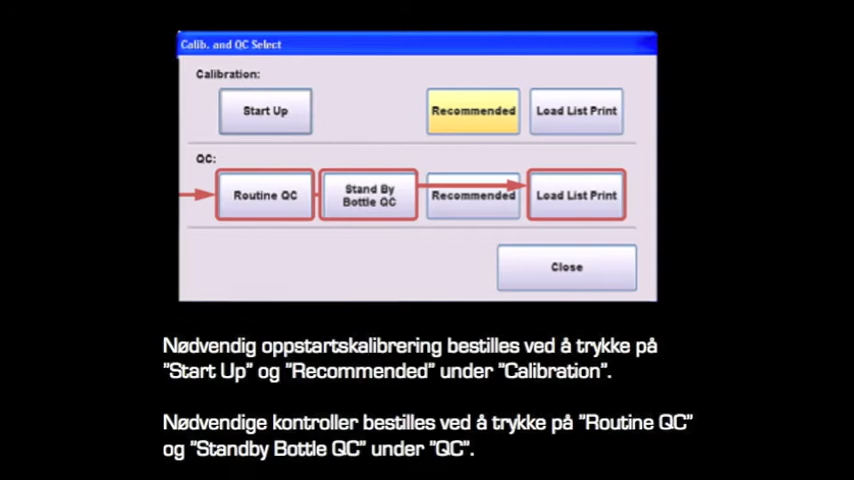 Calib. and QC Select
Calibration:
Start Up
Recommended
Load List Print
QC:
Routine QC
Stand By
Bottle QC
Recommended
Load List Print
Close
Nødvendig oppstartskalibrering bestilles ved å trykke på
”Start Up” og ”Recommended” under ”Calibration”.
Nødvendige kontroller bestilles ved å trykke på ”Routine QC”
og ”Standby Bottle QC” under ”QC”.